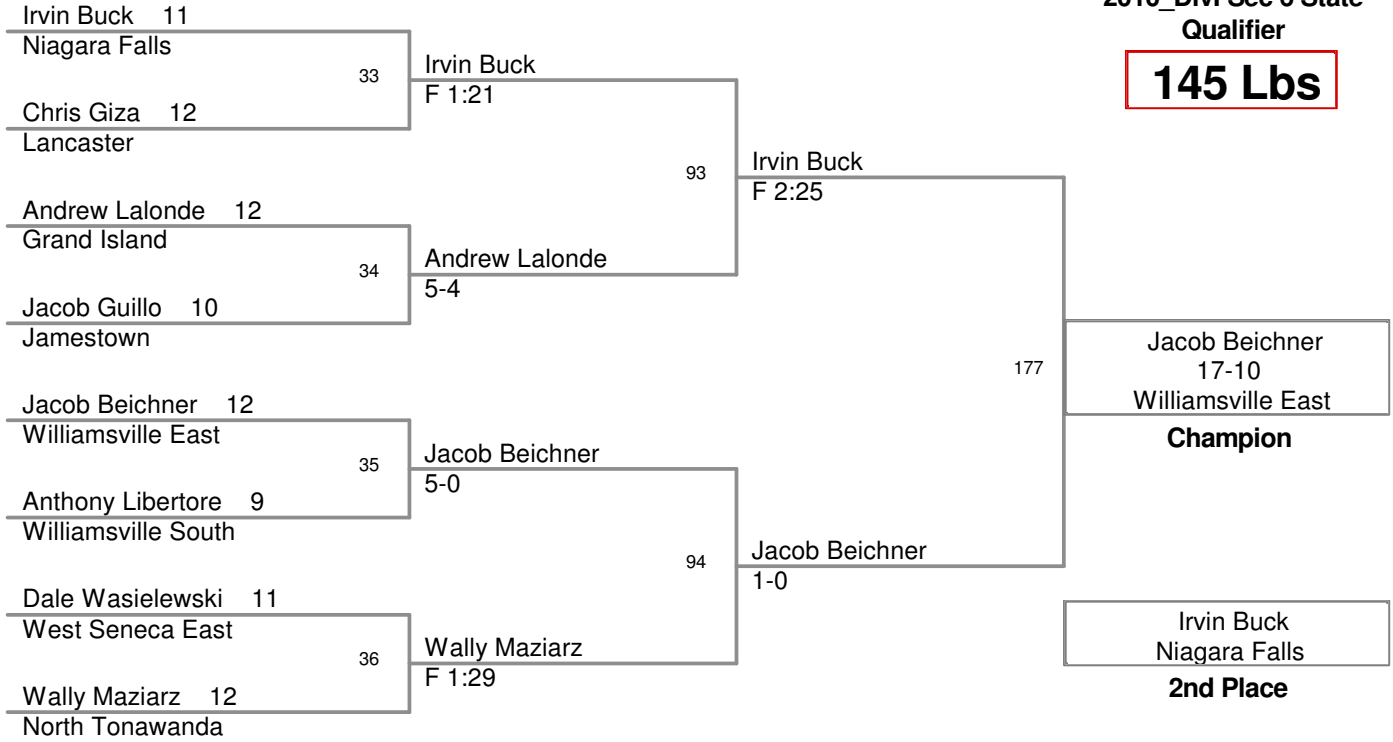 Irvin Buck 11
Niagara Falls
33
Chris Giza 12
Lancaster
Irvin Buck
F 1:21
Andrew Lalonde 12
Grand Island
34
Jacob Guillo 10
Jamestown
Andrew Lalonde
5-4
93
Irvin Buck
F 2:25
Jacob Beichner 12
Williamsville East
35
Anthony Libertore 9
Williamsville South
Jacob Beichner
5-0
Dale Wasielewski 11
West Seneca East
36
Wally Maziarz 12
North Tonawanda
Wally Maziarz
F 1:29
94
Jacob Beichner
1-0
177
Qualifier
145 Lbs
Jacob Beichner
17-10
Williamsville East
Champion
Irvin Buck
Niagara Falls
2nd Place